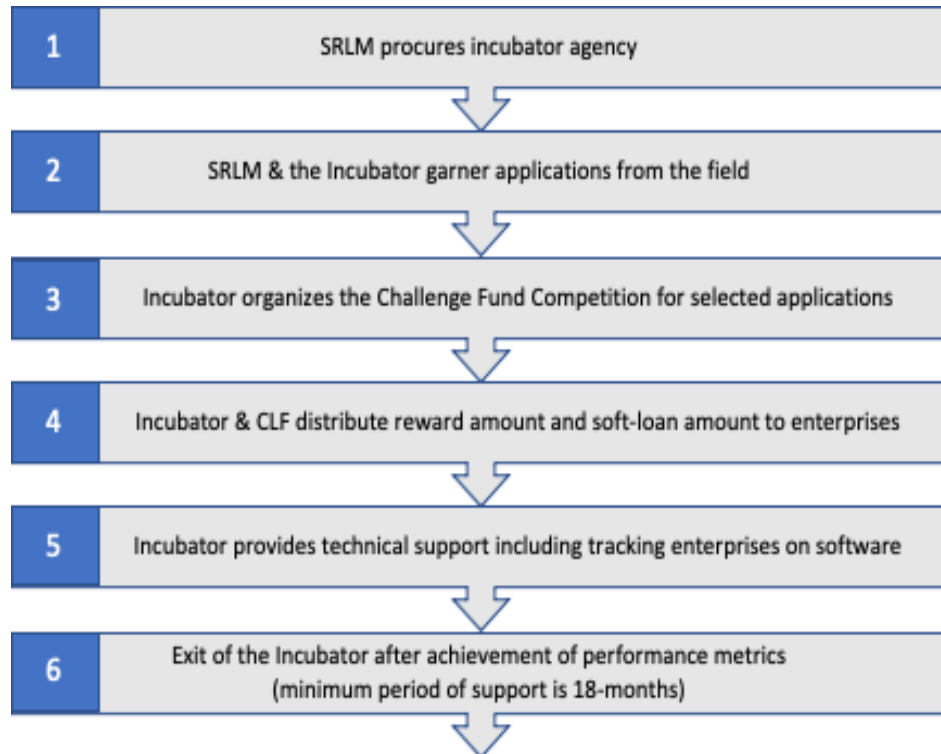 1
SRLM procures incubator agency
2
SRLM & the Incubator garner applications from the field
3
Incubator organizes the Challenge Fund Competition for selected applications
4
Incubator & CLF distribute reward amount and soft-loan amount to enterprises
5
Incubator provides technical support including tracking enterprises on software
6
Exit of the Incubator after achievement of performance metrics
(minimum period of support is 18-months)